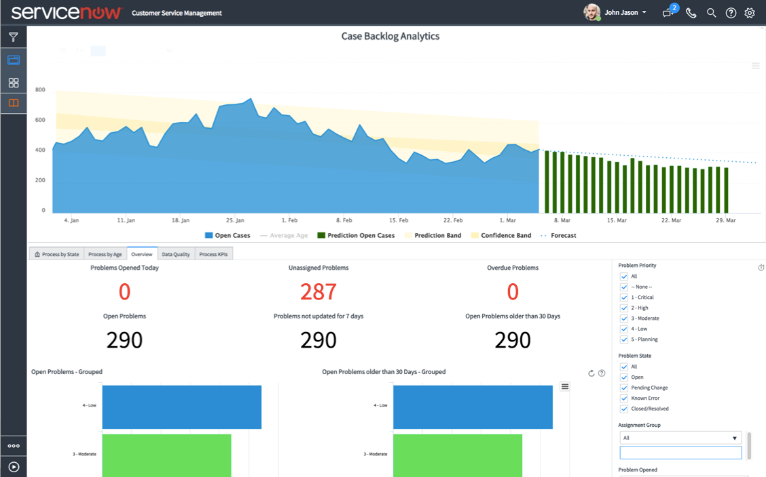 servicenow Customer Service Management John Jason 2
Case Backlog Analytics
800
600
400
200
0
4. Jan 11. Jan 18. Jan 25. Jan 1. Feb 8. Feb 15. Feb 22. Feb 1. Mar 8. Mar 15. Mar 22. Mar 29. Mar
Open Cases Average Age Prediction Open Cases Prediction Band Confidence Band Forecast
Process by State Process by Age Overview Data Quality Process KPIs
Problems Opened Today Unassigned Problems Overdue Problems
0 287 0
Open Problems Problems not updated for 7 days Open Problems older than 30 Days
290 290 290
Open Problems - Grouped Open Problems older than 30 Days - Grouped
4 - Low 4 - Low
3 - Moderate 3 - Moderate
Problem Priority
All
-- None --
1 - Critical
2 - High
3 - Moderate
4 - Low
5 - Planning
Problem State
All
Open
Pending Change
Known Error
Closed/Resolved
Assignment Group
All
Problem Opened